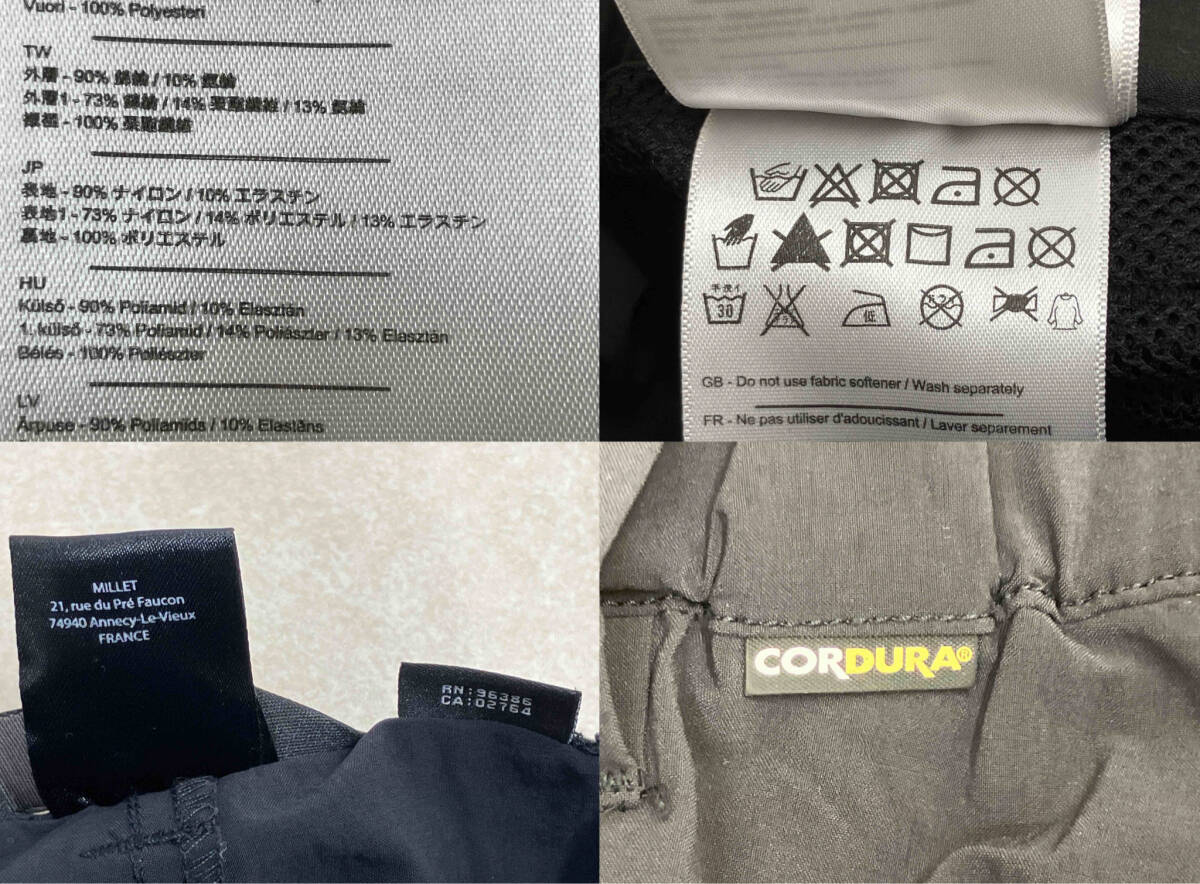 Vuori - 100% Polyesteri
TW
外層 - 90% 錦綸 / 10% 氨綸
外層1 - 73% 錦綸 / 14% 聚酯纖維 / 13% 氨綸
100% 聚酯纖維
JP
表地 - 90% ナイロン / 10% エラスチン
表地1 - 73% ナイロン / 14% ポリエステル / 13% エラスチン
裏地 - 100% ポリエステル
HU
Külső - 90% Poliamid / 10% Elasztán
1. külső - 73% Poliamid / 14% Poliészter / 13% Elasztán
Bélés - 100% Poliészter
LV
Ārpuse - 90% Poliamīds / 10% Elastāns
手洗イ
30
低
GB - Do not use fabric softener / Wash separately
FR - Ne pas utiliser d'adoucissant / Laver separement
MILLET
21, rue du Pré Faucon
74940 Annecy-Le-Vieux
FRANCE
RN:96386
CA:02764
CORDURA®